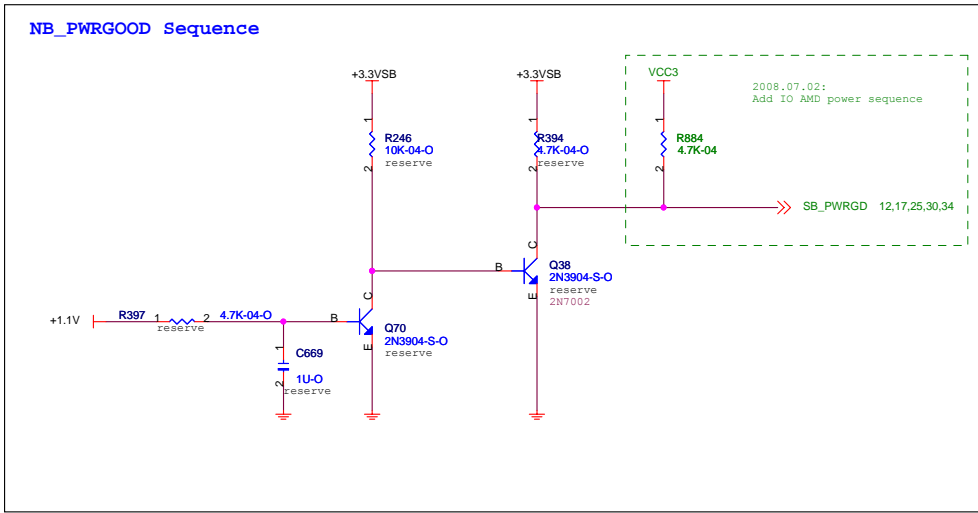 NB_PWRGOOD Sequence
+3.3VSB
+3.3VSB
VCC3
2008.07.02:
Add IO AMD power sequence
1
R246
10K-04-O
reserve
2
1
R394
4.7K-04-O
reserve
2
1
R884
4.7K-04
2
SB_PWRGD 12,17,25,30,34
C
B
Q38
2N3904-S-O
reserve
2N7002
E
+1.1V
R397 1 2 4.7K-04-O
reserve
C
B
Q70
2N3904-S-O
reserve
E
1
C669
1U-O
2
reserve